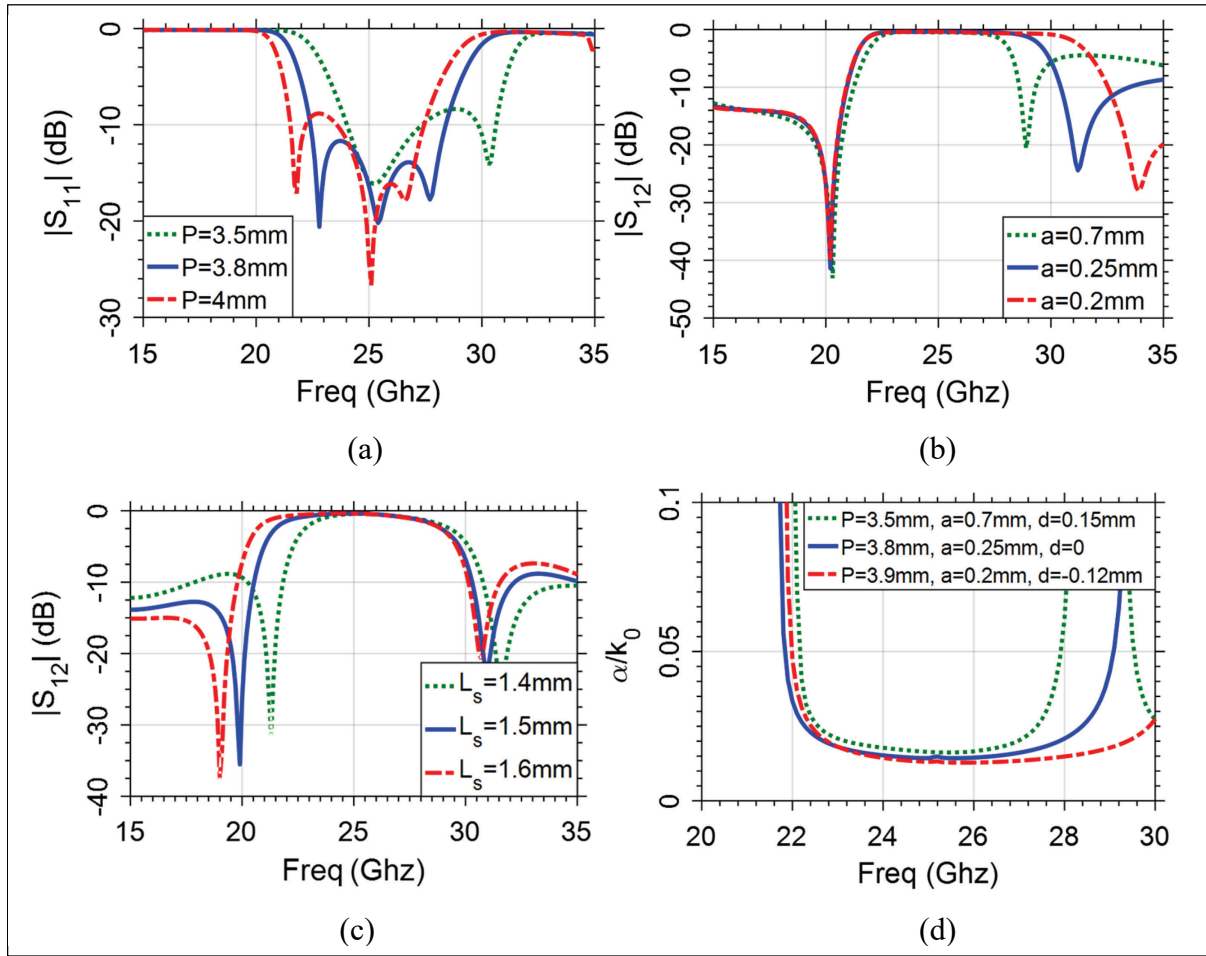 0
-10
-20
-30
|S11| (dB)
P=3.5mm
P=3.8mm
P=4mm
15 20 25 30 35
Freq (Ghz)
(a)
0
-10
-20
-30
-40
-50
|S12| (dB)
a=0.7mm
a=0.25mm
a=0.2mm
15 20 25 30 35
Freq (Ghz)
(b)
0
-10
-20
-30
-40
|S12| (dB)
Ls=1.4mm
Ls=1.5mm
Ls=1.6mm
15 20 25 30 35
Freq (Ghz)
(c)
0.1
0.05
0
α/k0
P=3.5mm, a=0.7mm, d=0.15mm
P=3.8mm, a=0.25mm, d=0
P=3.9mm, a=0.2mm, d=-0.12mm
20 22 24 26 28 30
Freq (Ghz)
(d)